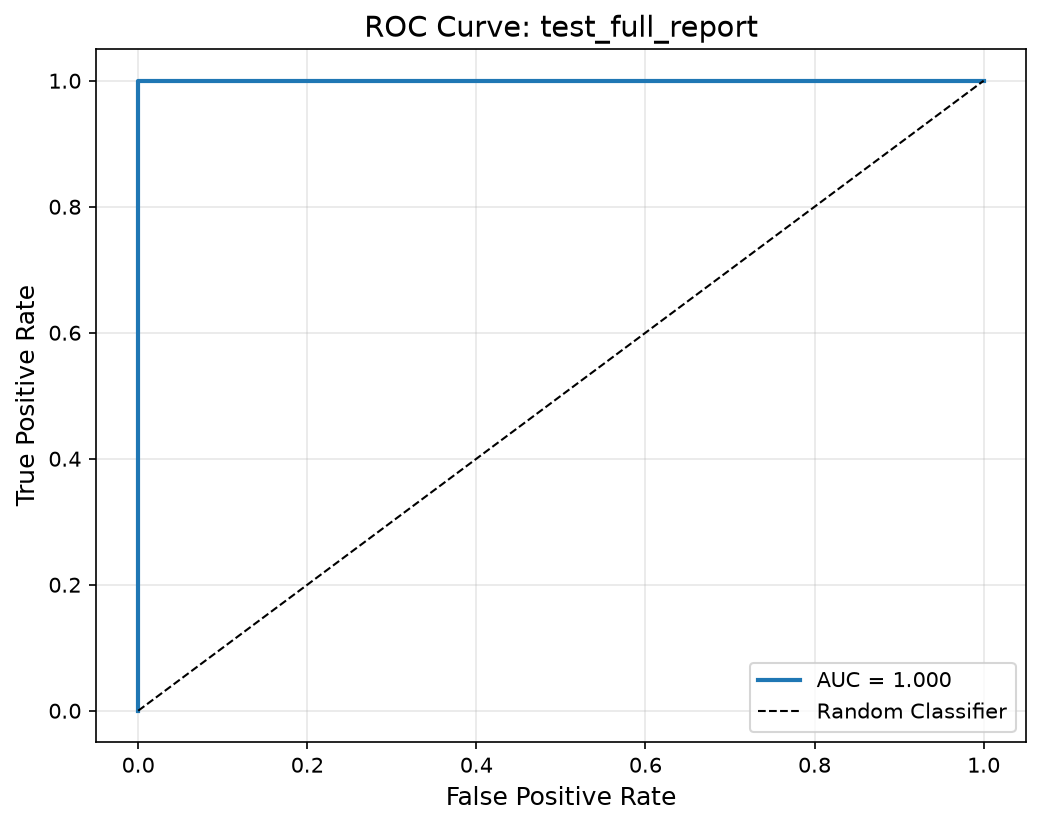 ROC Curve: test_full_report
1.0
0.8
0.6
0.4
0.2
0.0
True Positive Rate
0.0 0.2 0.4 0.6 0.8 1.0
False Positive Rate
AUC = 1.000
Random Classifier